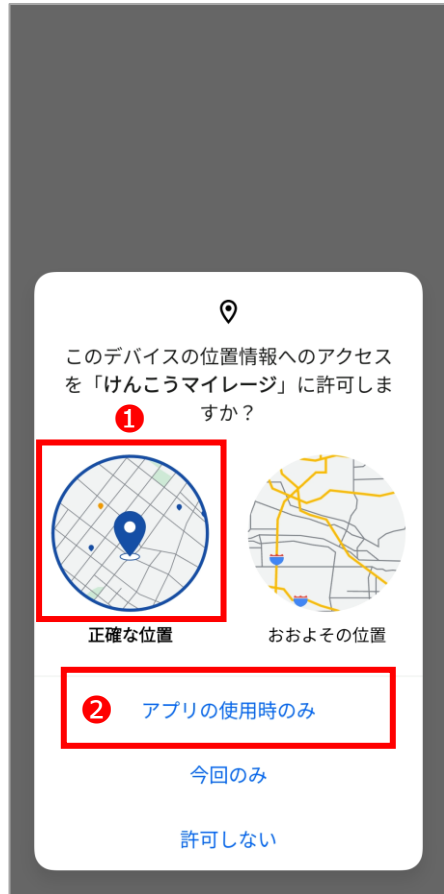 このデバイスの位置情報へのアクセス
を「けんこうマイレージ」に許可しま
すか？
❶
正確な位置
おおよその位置
❷
アプリの使用時のみ
今回のみ
許可しない